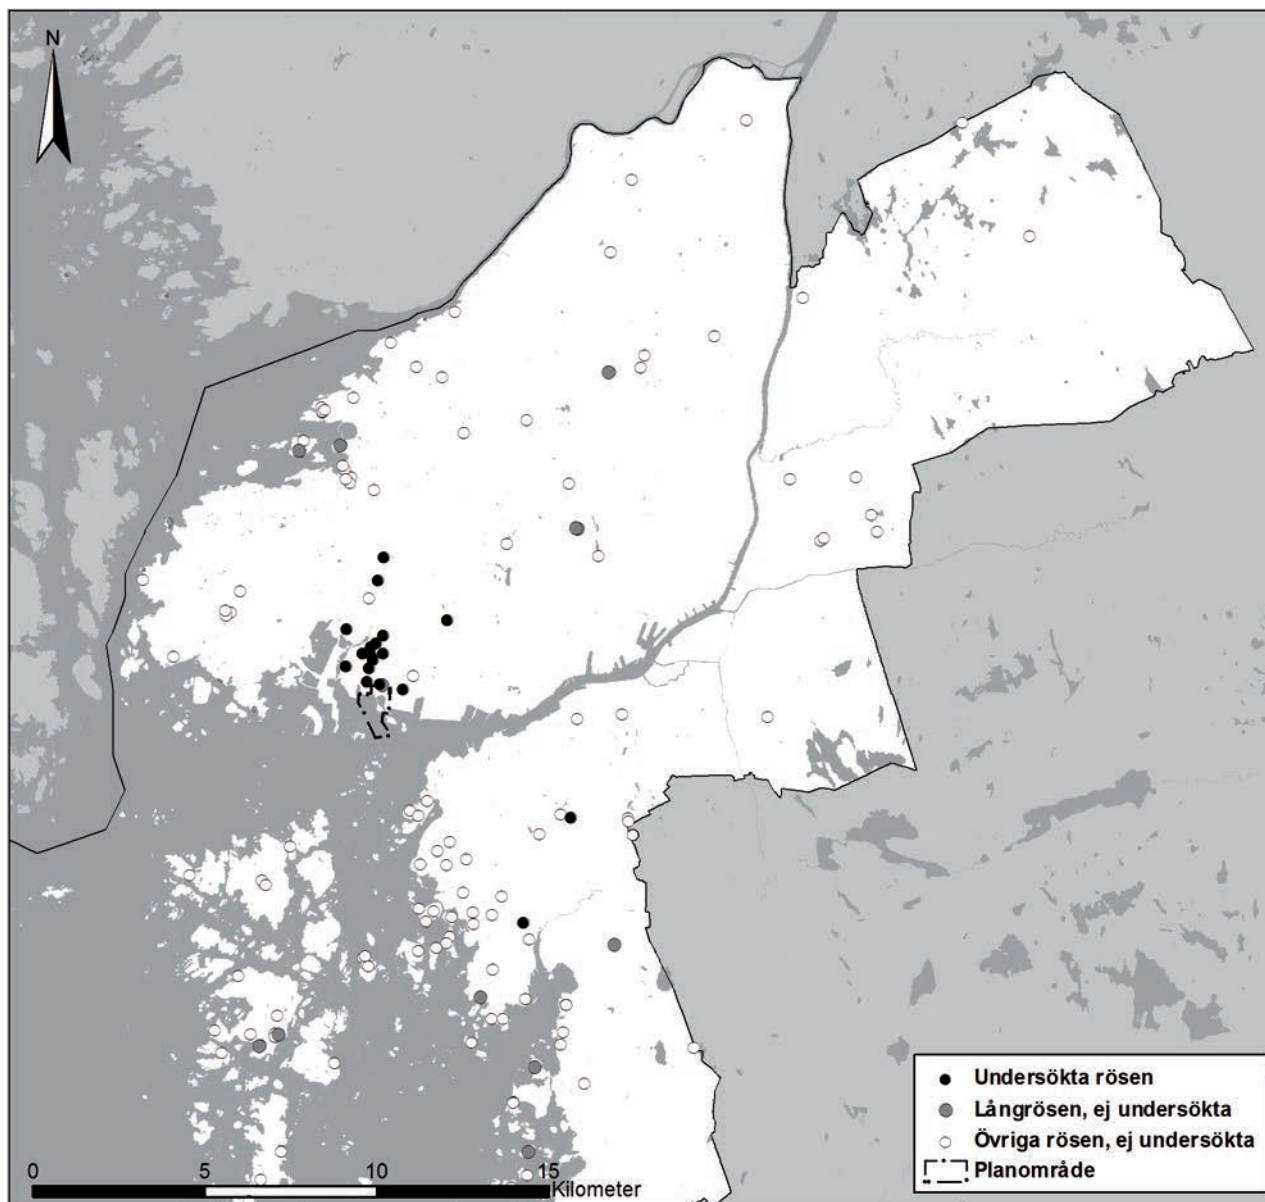 N
Undersökta rösen
Långrösen, ej undersökta
Övriga rösen, ej undersökta
Planområde
0 5 10 15
Kilometer